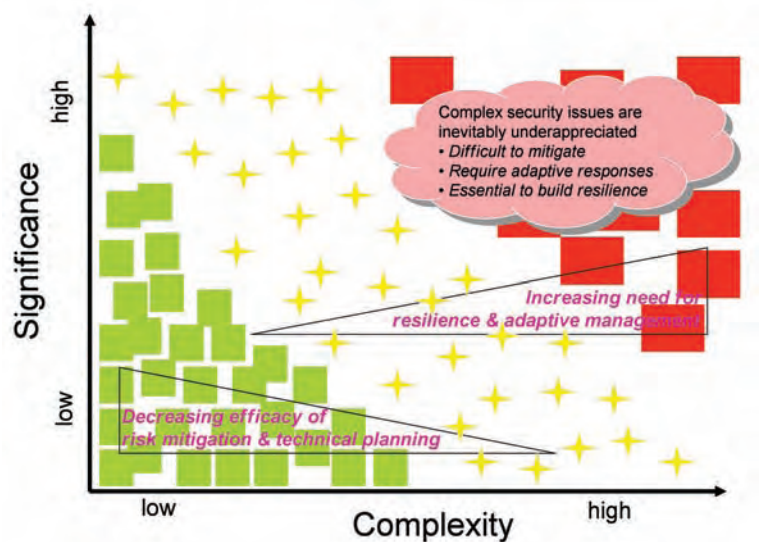 Significance
high
low
Complex security issues are
inevitably underappreciated
• Difficult to mitigate
• Require adaptive responses
• Essential to build resilience
Increasing need for
resilience & adaptive management
Decreasing efficacy of
risk mitigation & technical planning
low
high
Complexity